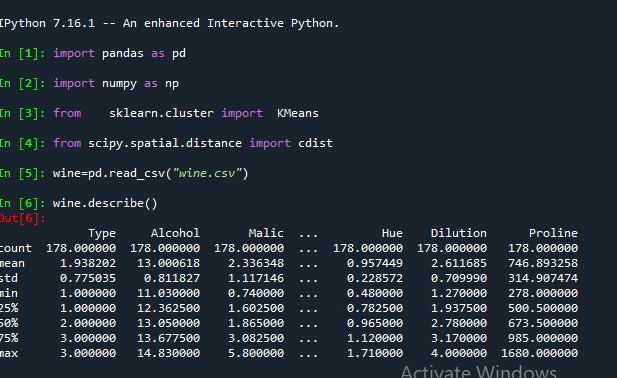 IPython 7.16.1 -- An enhanced Interactive Python.
In [1]: import pandas as pd
In [2]: import numpy as np
In [3]: from    sklearn.cluster import  KMeans
In [4]: from scipy.spatial.distance import cdist
In [5]: wine=pd.read_csv("wine.csv")
In [6]: wine.describe()
Out[6]:
Type Alcohol Malic ... Hue Dilution Proline
count 178.000000 178.000000 178.000000 ... 178.000000 178.000000 178.000000
mean 1.938202 13.000618 2.336348 ... 0.957449 2.611685 746.893258
std 0.775035 0.811827 1.117146 ... 0.228572 0.709990 314.907474
min 1.000000 11.030000 0.740000 ... 0.480000 1.270000 278.000000
25% 1.000000 12.362500 1.602500 ... 0.782500 1.937500 500.500000
50% 2.000000 13.050000 1.865000 ... 0.965000 2.780000 673.500000
75% 3.000000 13.677500 3.082500 ... 1.120000 3.170000 985.000000
max 3.000000 14.830000 5.800000 ... 1.710000 4.000000 1680.000000
Activate Windows